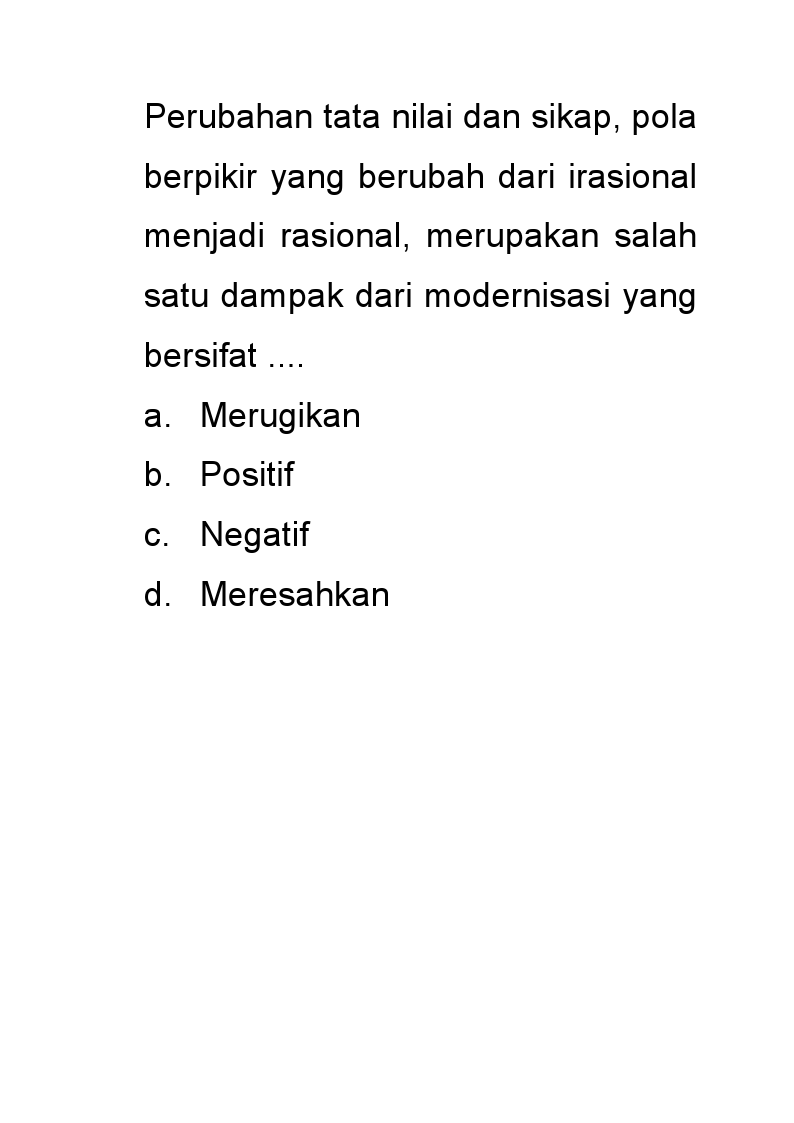 Perubahan tata nilai dan sikap, pola
berpikir yang berubah dari irasional
menjadi rasional, merupakan salah
satu dampak dari modernisasi yang
bersifat ....
a. Merugikan
b. Positif
c. Negatif
d. Meresahkan